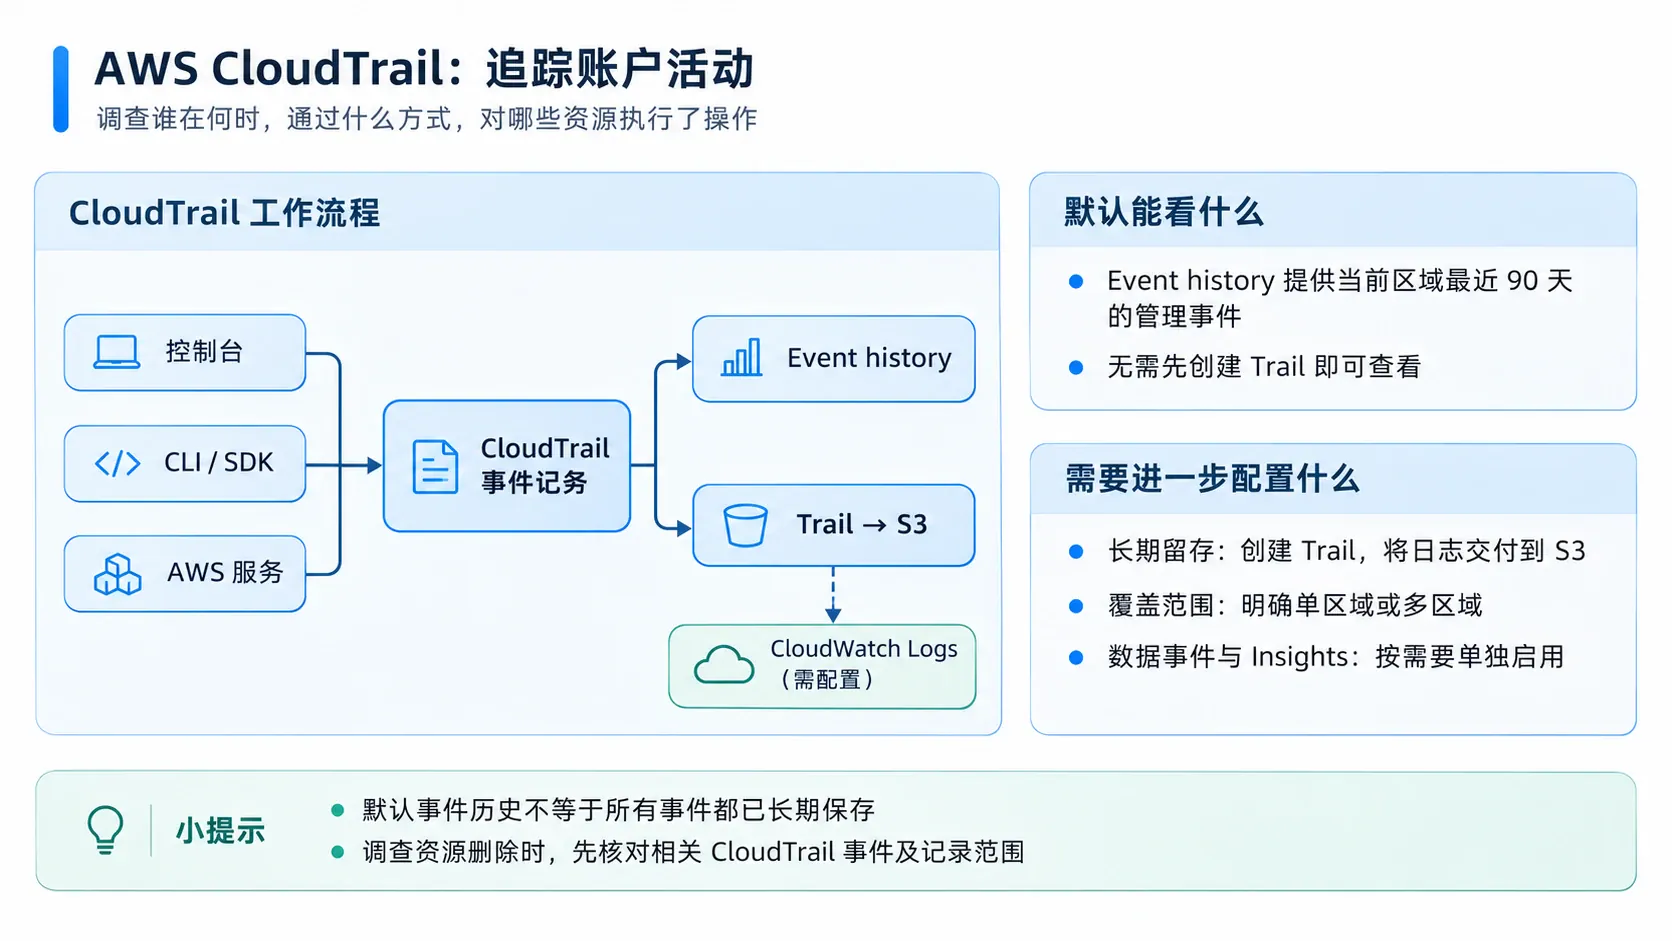 AWS CloudTrail：追踪账户活动
调查谁在何时，通过什么方式，对哪些资源执行了操作
CloudTrail 工作流程
控制台
CLI / SDK
AWS 服务
CloudTrail
事件记务
Event history
Trail → S3
CloudWatch Logs
（需配置）
默认能看什么
Event history 提供当前区域最近 90 天
的管理事件
无需先创建 Trail 即可查看
需要进一步配置什么
长期留存：创建 Trail，将日志交付到 S3
覆盖范围：明确单区域或多区域
数据事件与 Insights：按需要单独启用
小提示
默认事件历史不等于所有事件都已长期保存
调查资源删除时，先核对相关 CloudTrail 事件及记录范围